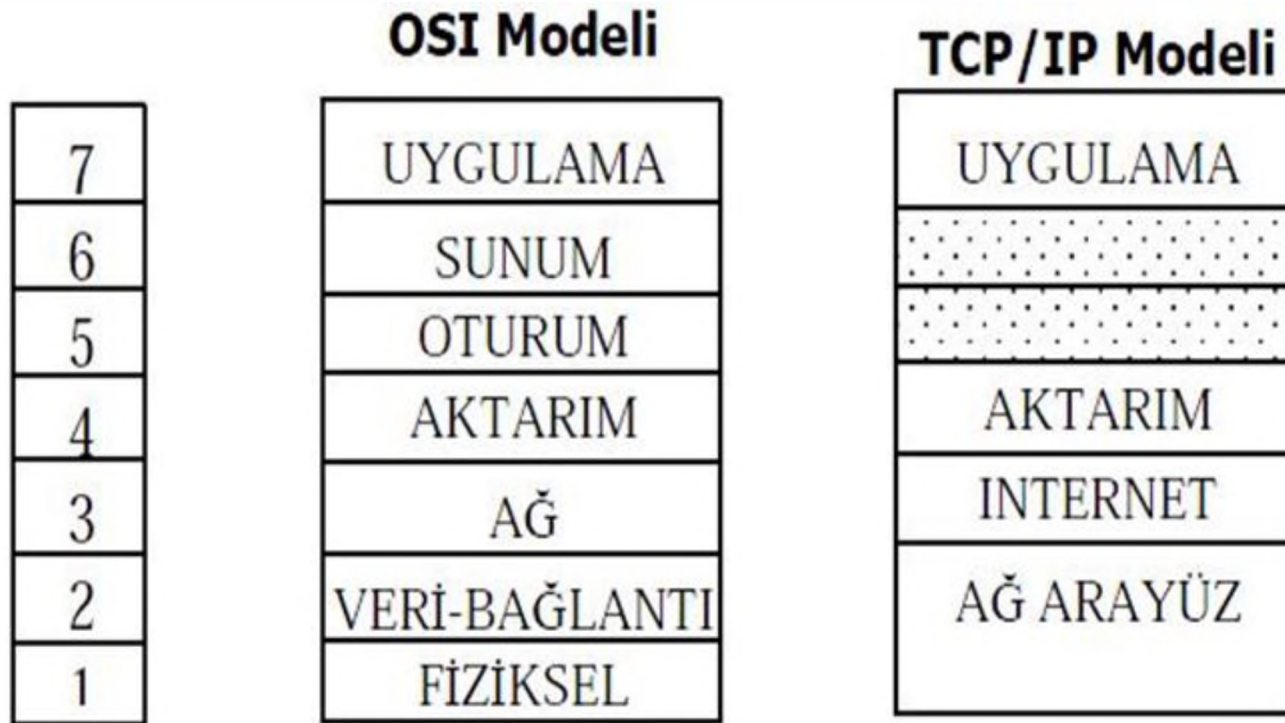 OSI Modeli
TCP/IP Modeli
7 UYGULAMA UYGULAMA
6 SUNUM
5 OTURUM
4 AKTARIM AKTARIM
3 AĞ INTERNET
2 VERİ-BAĞLANTI AĞ ARAYÜZ
1 FİZİKSEL